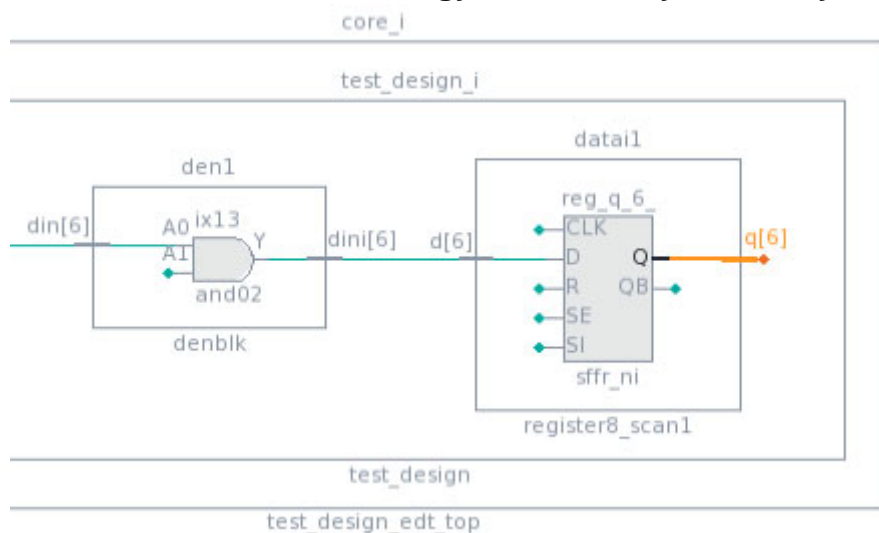 core_i
test_design_i
datai1
den1
reg_q_6_
din[6]
A0
ix13
Y
dini[6]
d[6]
CLK
D
Q
q[6]
A1
R
QB
and02
SE
SI
denblk
sffr_ni
register8_scan1
test_design
test_design_edt_top